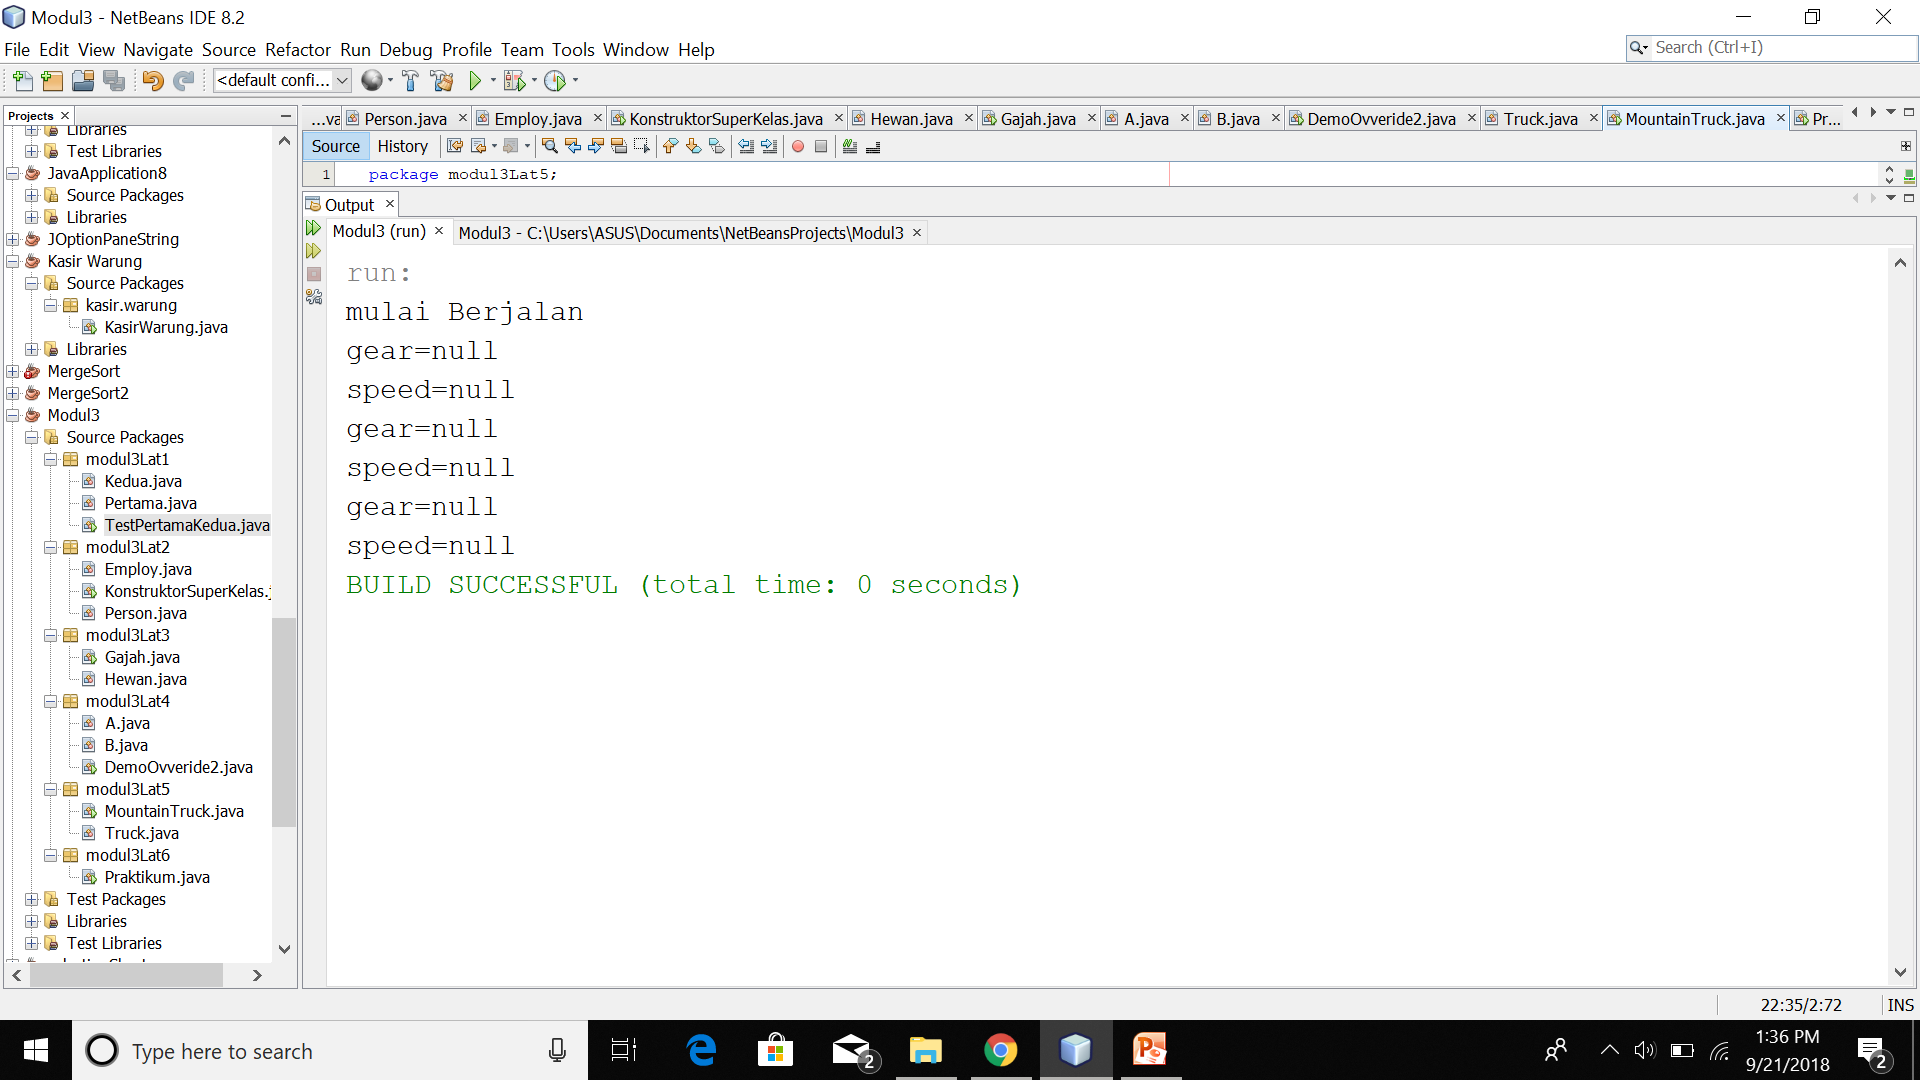 Modul3 - NetBeans IDE 8.2
File Edit View Navigate Source Refactor Run Debug Profile Team Tools Window Help
Search (Ctrl+I)
<default confi...
Projects
Libraries
Test Libraries
JavaApplication8
Source Packages
Libraries
JOptionPaneString
Kasir Warung
Source Packages
kasir.warung
KasirWarung.java
Libraries
MergeSort
MergeSort2
Modul3
Source Packages
modul3Lat1
Kedua.java
Pertama.java
TestPertamaKedua.java
modul3Lat2
Employ.java
KonstruktorSuperKelas.j
Person.java
modul3Lat3
Gajah.java
Hewan.java
modul3Lat4
A.java
B.java
DemoOvveride2.java
modul3Lat5
MountainTruck.java
Truck.java
modul3Lat6
Praktikum.java
Test Packages
Libraries
Test Libraries
...va Person.java Employ.java KonstruktorSuperKelas.java Hewan.java Gajah.java A.java B.java DemoOvveride2.java Truck.java MountainTruck.java Pr...
Source History
1 package modul3Lat5;
Output
Modul3 (run) Modul3 - C:\Users\ASUS\Documents\NetBeansProjects\Modul3
run:
mulai Berjalan
gear=null
speed=null
gear=null
speed=null
gear=null
speed=null
BUILD SUCCESSFUL (total time: 0 seconds)
22:35/2:72 INS
Type here to search
2
1:36 PM
9/21/2018
2